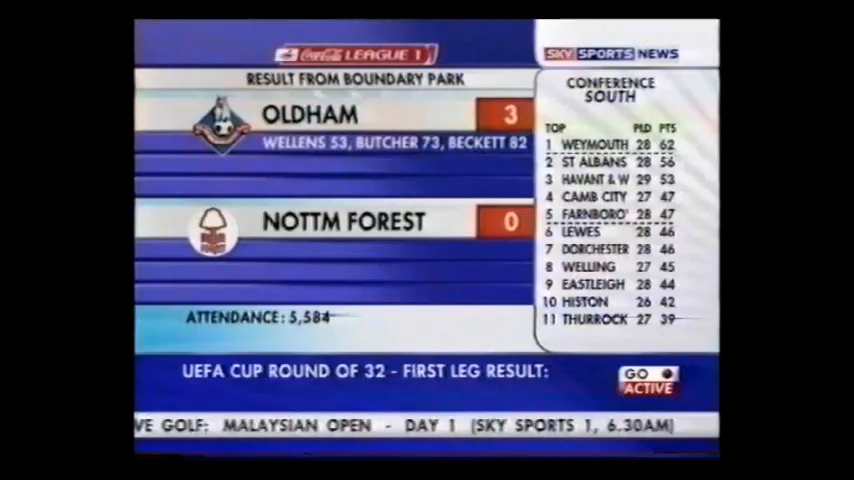 Coca-Cola LEAGUE 1
SKY SPORTS NEWS
RESULT FROM BOUNDARY PARK
OLDHAM 3
WELLENS 53, BUTCHER 73, BECKETT 82
NOTTM FOREST 0
ATTENDANCE: 5,584
CONFERENCE
SOUTH
TOP PLD PTS
1 WEYMOUTH 28 62
2 ST ALBANS 28 56
3 HAVANT & W 29 53
4 CAMB CITY 27 47
5 FARNBORO' 28 47
6 LEWES 28 46
7 DORCHESTER 28 46
8 WELLING 27 45
9 EASTLEIGH 28 44
10 HISTON 26 42
11 THURROCK 27 39
UEFA CUP ROUND OF 32 - FIRST LEG RESULT:
GO
ACTIVE
VE GOLF: MALAYSIAN OPEN - DAY 1 (SKY SPORTS 1, 6.30AM)